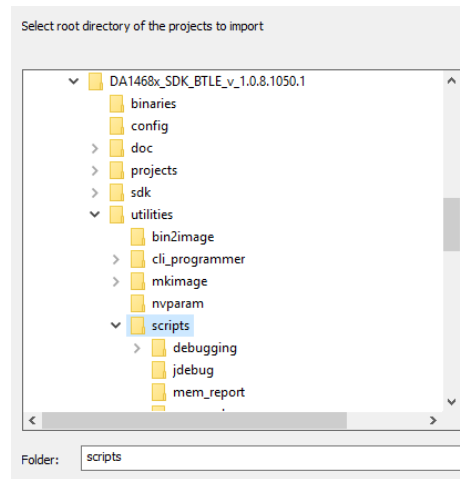 Select root directory of the projects to import
DA1468x_SDK_BTLE_v_1.0.8.1050.1
binaries
config
doc
projects
sdk
utilities
bin2image
cli_programmer
mkimage
nvparam
scripts
debugging
jdebug
mem_report
Folder: scripts